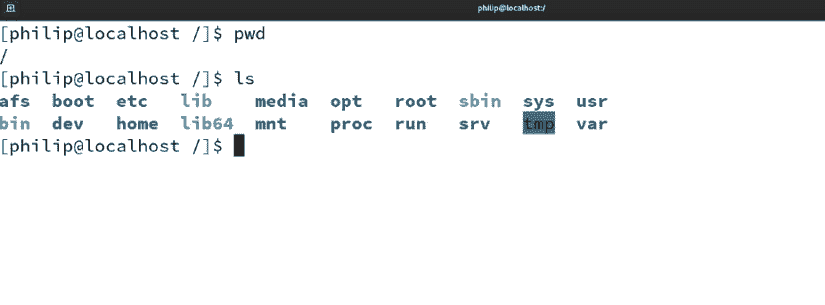 philip@localhost:/
[philip@localhost /]$ pwd
/
[philip@localhost /]$ ls
afs boot etc lib media opt root sbin sys usr
bin dev home lib64 mnt proc run srv tmp var
[philip@localhost /]$